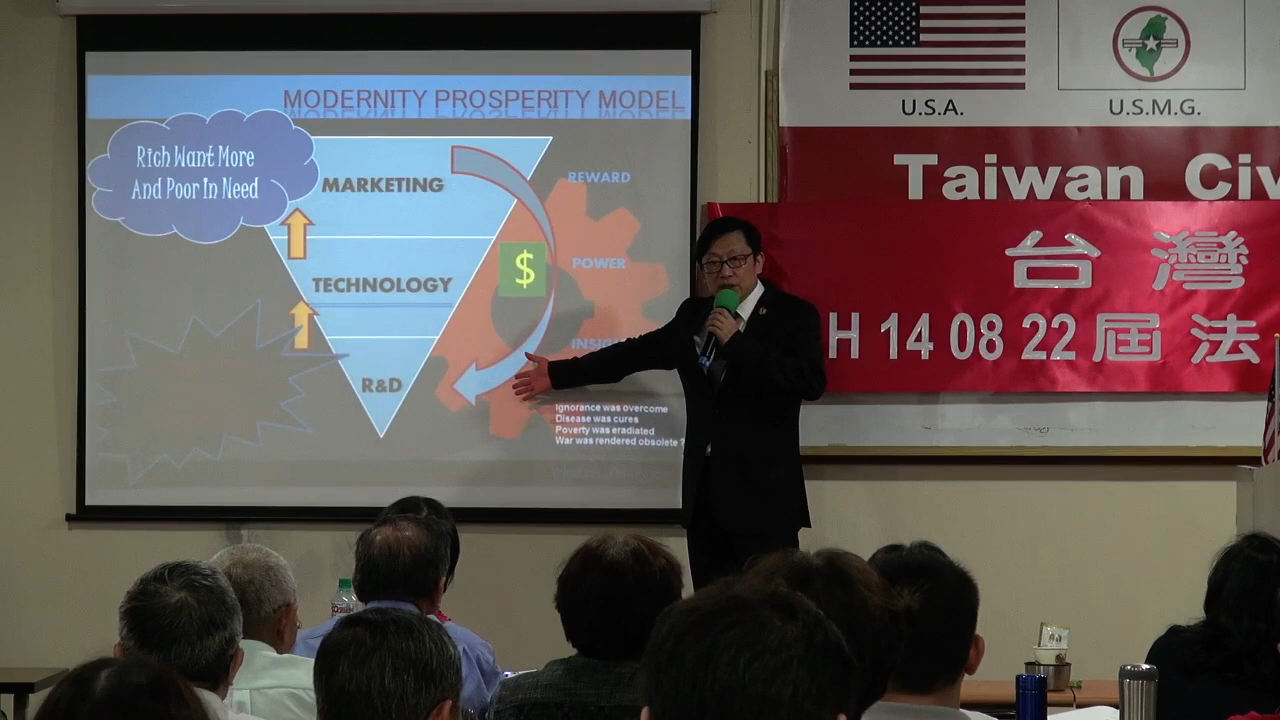 MODERNITY PROSPERITY MODEL
Rich Want More
And Poor In Need
MARKETING
TECHNOLOGY
R&D
$
REWARD
POWER
Ignorance was overcome
Disease was cures
Poverty was eradiated
War was rendered obsolete ?
U.S.A.
U.S.M.G.
Taiwan Civ
台灣
H 14 08 22 屆 法